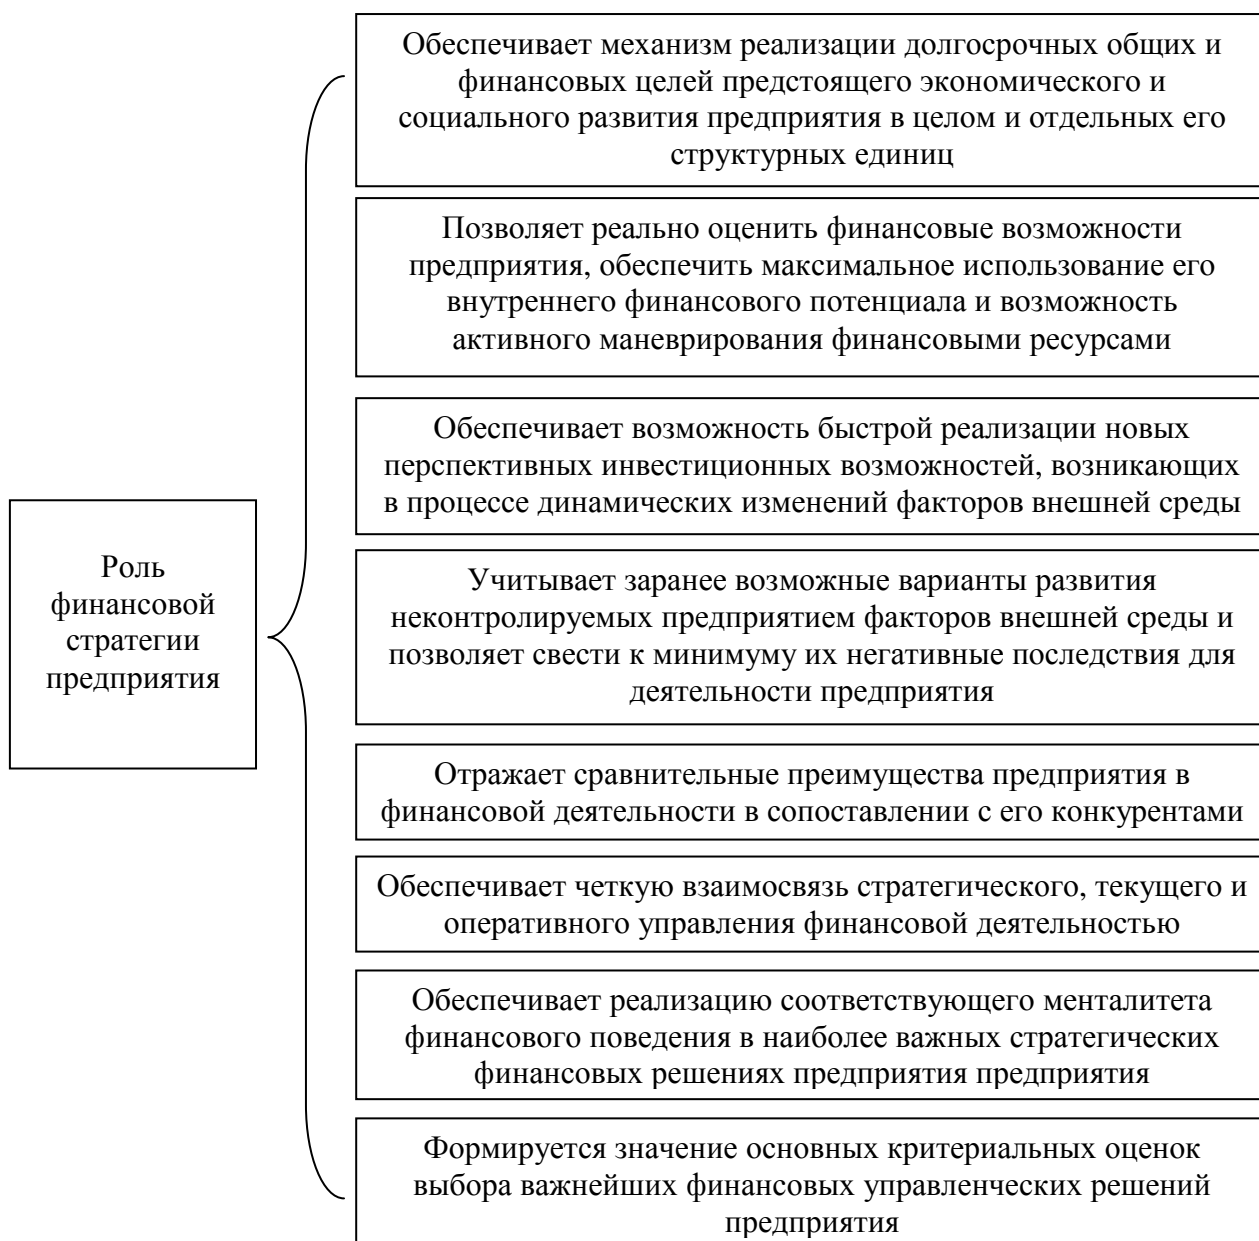 Роль
финансовой
стратегии
предприятия
Обеспечивает механизм реализации долгосрочных общих и
финансовых целей предстоящего экономического и
социального развития предприятия в целом и отдельных его
структурных единиц
Позволяет реально оценить финансовые возможности
предприятия, обеспечить максимальное использование его
внутреннего финансового потенциала и возможность
активного маневрирования финансовыми ресурсами
Обеспечивает возможность быстрой реализации новых
перспективных инвестиционных возможностей, возникающих
в процессе динамических изменений факторов внешней среды
Учитывает заранее возможные варианты развития
неконтролируемых предприятием факторов внешней среды и
позволяет свести к минимуму их негативные последствия для
деятельности предприятия
Отражает сравнительные преимущества предприятия в
финансовой деятельности в сопоставлении с его конкурентами
Обеспечивает четкую взаимосвязь стратегического, текущего и
оперативного управления финансовой деятельностью
Обеспечивает реализацию соответствующего менталитета
финансового поведения в наиболее важных стратегических
финансовых решениях предприятия предприятия
Формируется значение основных критериальных оценок
выбора важнейших финансовых управленческих решений
предприятия